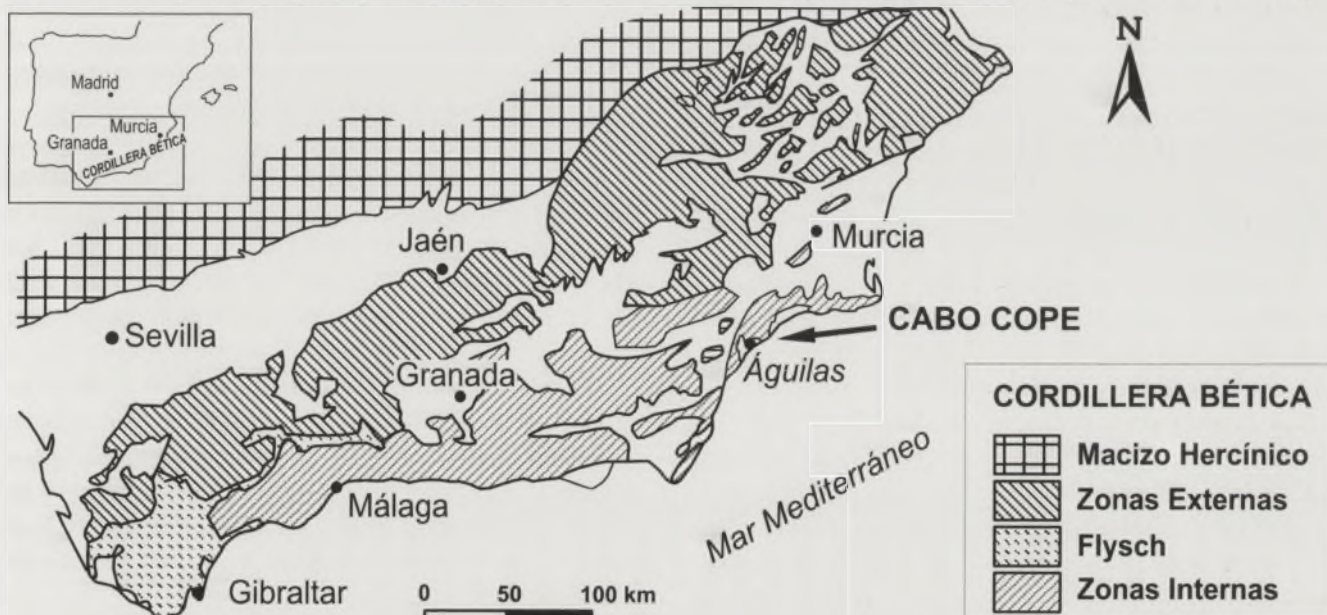 Madrid
Murcia
Granada
CORDILLERA BÉTICA
N
Jaén
Murcia
Sevilla
CABO COPE
Águilas
Granada
Málaga
Mar Mediterráneo
Gibraltar
0 50 100 km
CORDILLERA BÉTICA
Macizo Hercínico
Zonas Externas
Flysch
Zonas Internas